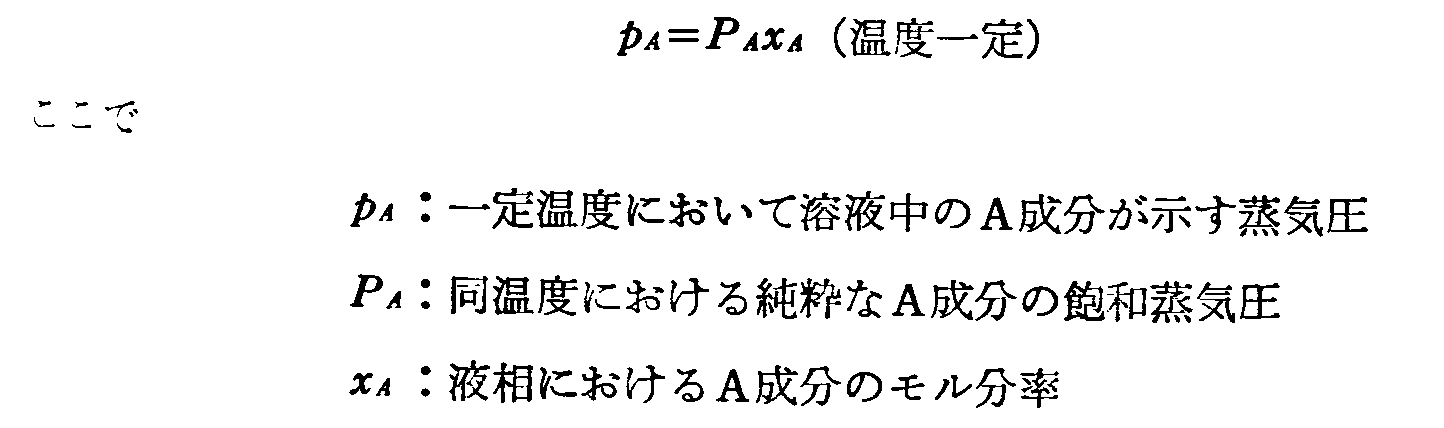 pA=PAxA（温度一定）
ここで
pA：一定温度において溶液中のA成分が示す蒸気圧
PA：同温度における純粋なA成分の飽和蒸気圧
xA：液相におけるA成分のモル分率